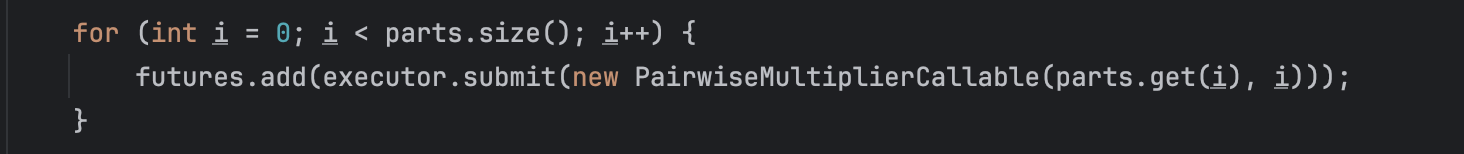 for (int i = 0; i < parts.size(); i++) {
    futures.add(executor.submit(new PairwiseMultiplierCallable(parts.get(i), i)));
}